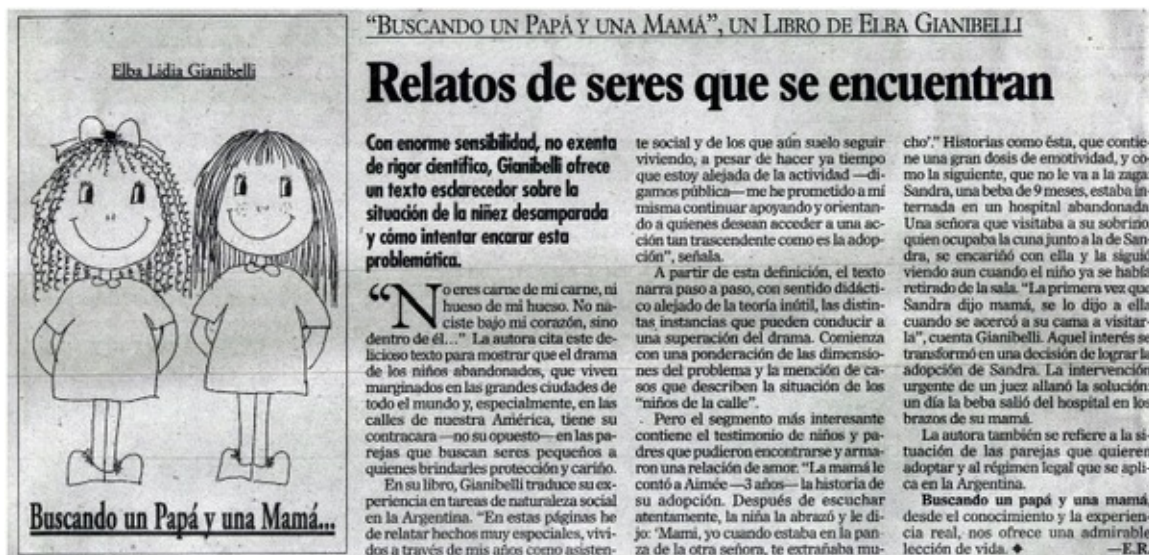 Elba Lidia Gianibelli
Buscando un Papá y una Mamá...
“BUSCANDO UN PAPÁ Y UNA MAMÁ”, UN LIBRO DE ELBA GIANIBELLI
Relatos de seres que se encuentran
Con enorme sensibilidad, no exenta
de rigor científico, Gianibelli ofrece
un texto esclarecedor sobre la
situación de la niñez desamparada
y cómo intentar encarar esta
problemática.
“No eres carne de mi carne, ni
hueso de mi hueso. No na-
ciste bajo mi corazón, sino
dentro de él...” La autora cita este de-
licioso texto para mostrar que el drama
de los niños abandonados, que viven
marginados en las grandes ciudades de
todo el mundo y, especialmente, en las
calles de nuestra América, tiene su
contracara —no su opuesto— en las pa-
rejas que buscan seres pequeños a
quienes brindarles protección y cariño.
En su libro, Gianibelli traduce su ex-
periencia en tareas de naturaleza social
en la Argentina. “En estas páginas he
de relatar hechos muy especiales, vivi-
dos a través de mis años como asisten-
te social y de los que aún suelo seguir
viviendo, a pesar de hacer ya tiempo
que estoy alejada de la actividad —di-
gamos pública— me he prometido a mí
misma continuar apoyando y orientan-
do a quienes desean acceder a una ac-
ción tan trascendente como es la adop-
ción”, señala.
A partir de esta definición, el texto
narra paso a paso, con sentido didácti-
co alejado de la teoría inútil, las distin-
tas instancias que pueden conducir a
una superación del drama. Comienza
con una ponderación de las dimensio-
nes del problema y la mención de ca-
sos que describen la situación de los
“niños de la calle”.
Pero el segmento más interesante
contiene el testimonio de niños y pa-
dres que pudieron encontrarse y arma-
ron una relación de amor. “La mamá le
contó a Aimée —3 años— la historia de
su adopción. Después de escuchar
atentamente, la niña la abrazó y le di-
jo: ‘Mami, yo cuando estaba en la pan-
za de la otra señora, te extrañaba mu-
cho’.” Historias como ésta, que contie-
ne una gran dosis de emotividad, y co-
mo la siguiente, que no le va a la zaga.
Sandra, una beba de 9 meses, estaba in-
ternada en un hospital abandonada.
Una señora que visitaba a su sobrino
quien ocupaba la cuna junto a la de San-
dra, se encariñó con ella y la siguió
viendo aun cuando el niño ya se había
retirado de la sala. “La primera vez que
Sandra dijo mamá, se lo dijo a ella
cuando se acercó a su cama a visitar-
la”, cuenta Gianibelli. Aquel interés se
transformó en una decisión de lograr la
adopción de Sandra. La intervención
urgente de un juez allanó la solución:
un día la beba salió del hospital en los
brazos de su mamá.
La autora también se refiere a la si-
tuación de las parejas que quieren
adoptar y al régimen legal que se apli-
ca en la Argentina.
Buscando un papá y una mamá,
desde el conocimiento y la experien-
cia real, nos ofrece una admirable
lección de vida. ◆ —E.R.